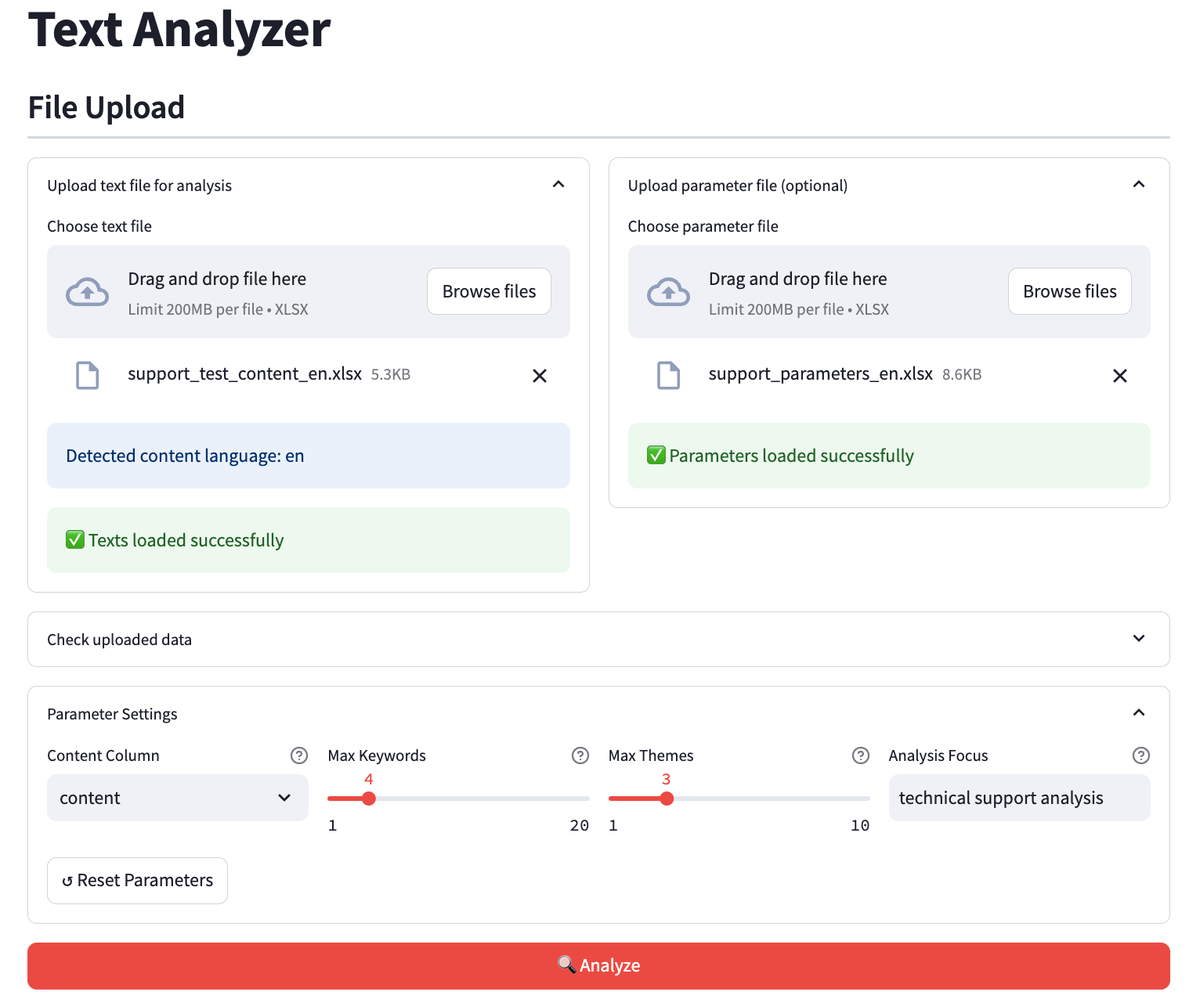 Text Analyzer
File Upload
Upload text file for analysis
Choose text file
Drag and drop file here
Limit 200MB per file • XLSX
Browse files
support_test_content_en.xlsx 5.3KB
Detected content language: en
✅ Texts loaded successfully
Upload parameter file (optional)
Choose parameter file
Drag and drop file here
Limit 200MB per file • XLSX
Browse files
support_parameters_en.xlsx 8.6KB
✅ Parameters loaded successfully
Check uploaded data
Parameter Settings
Content Column
content
Max Keywords
4
1 20
Max Themes
3
1 10
Analysis Focus
technical support analysis
↺ Reset Parameters
🔍 Analyze